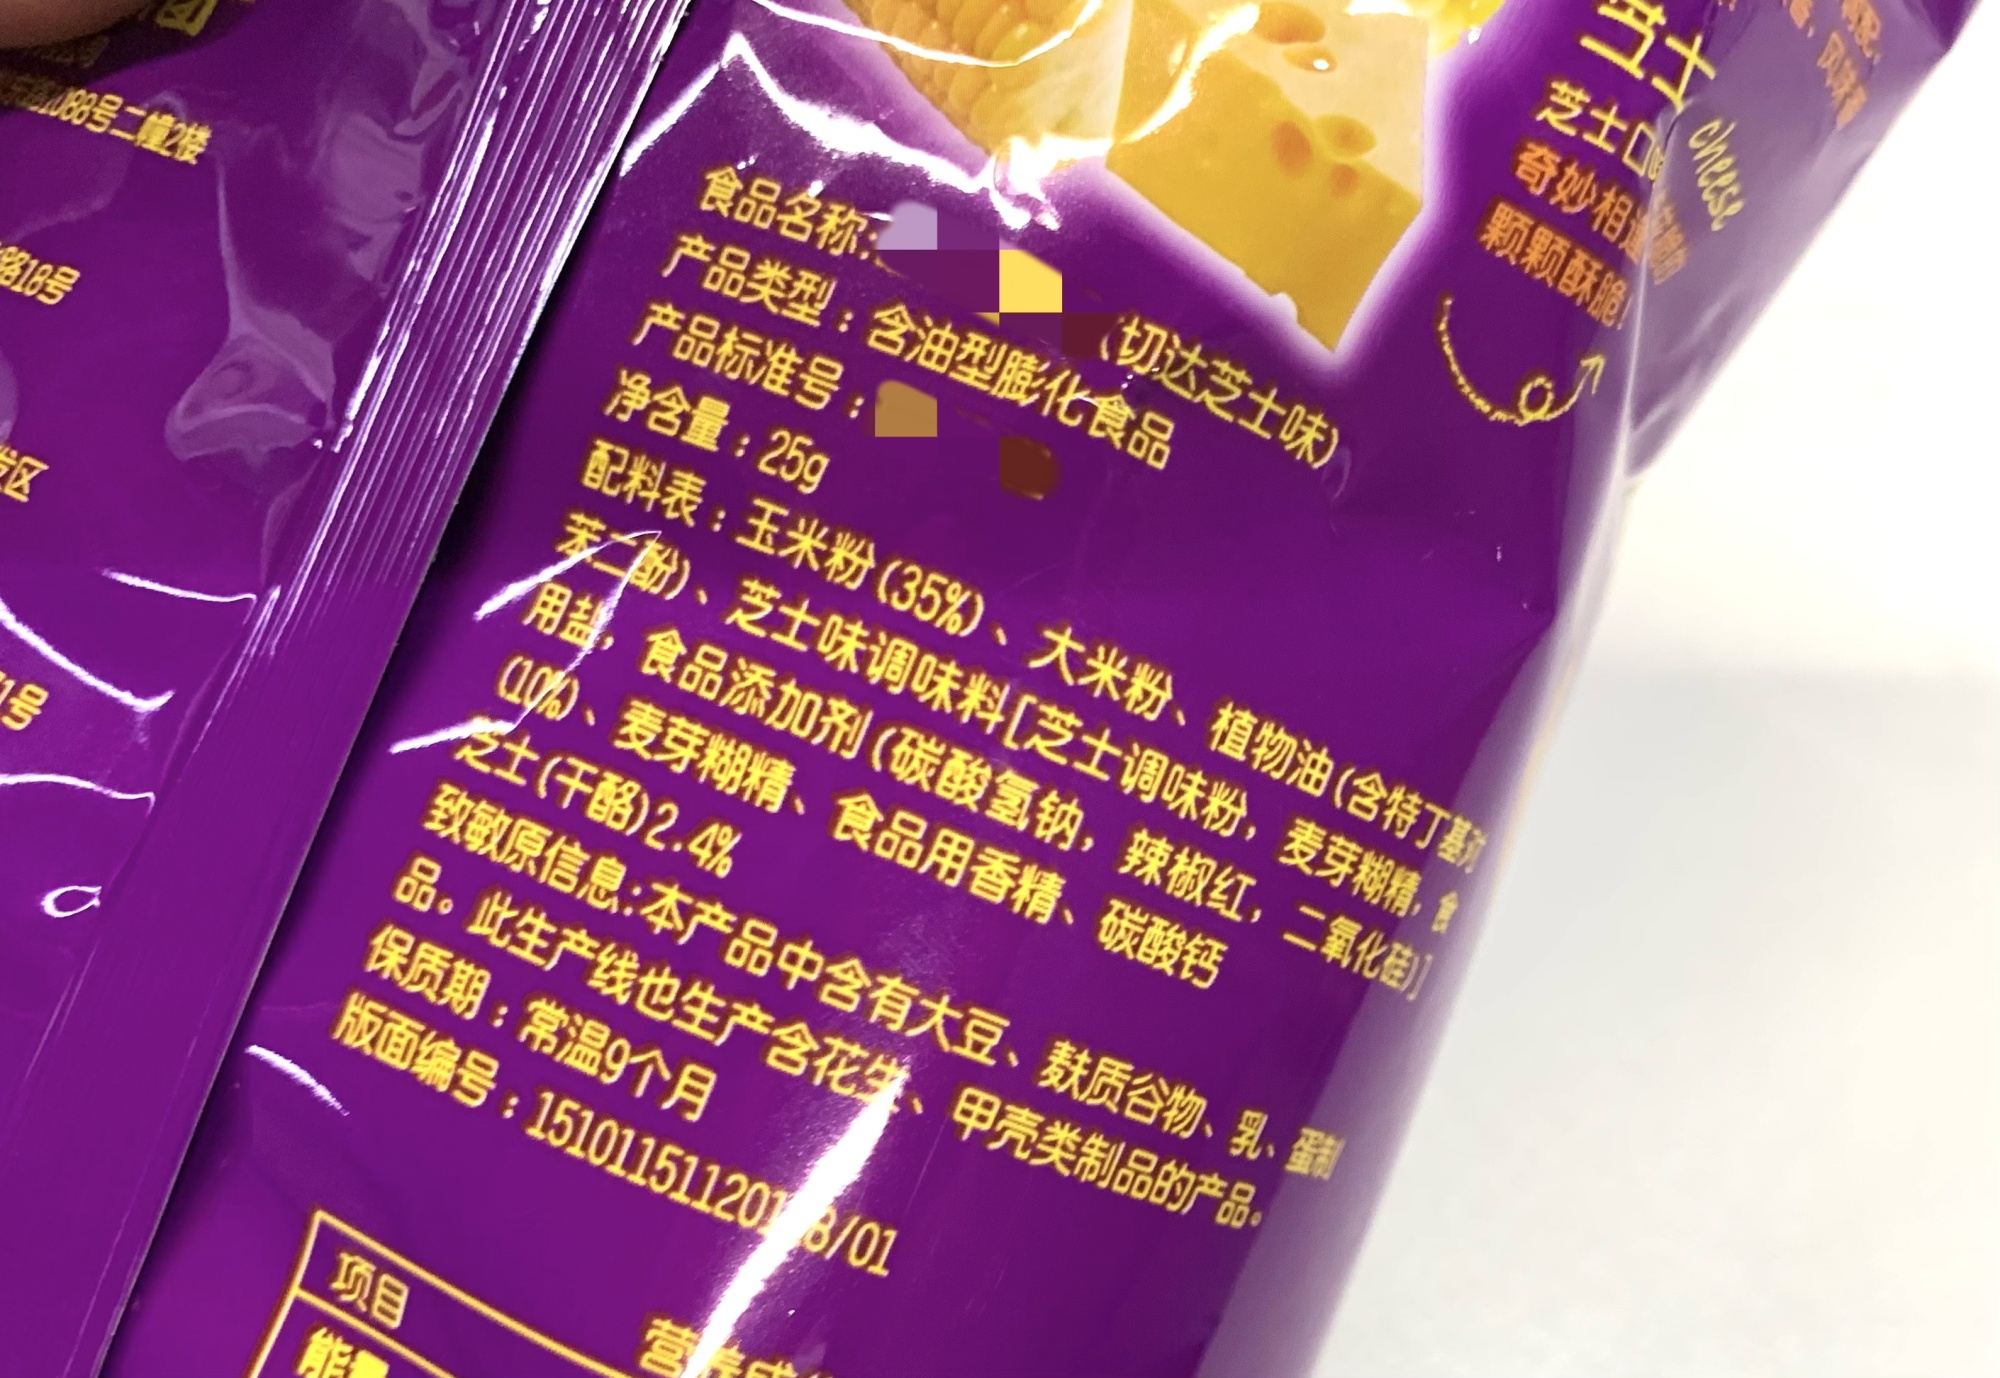 1088号二幢2楼
路18号
发区
1号
cheese
芝士
奇妙相
颗颗酥脆!
食品名称:
(切达芝士味)
产品类型：含油型膨化食品
产品标准号：
净含量：25g
配料表：玉米粉(35%)、大米粉、植物油(含特丁基对
苯二酚)、芝士味调味料[芝士调味粉，麦芽糊精，食
用盐，食品添加剂(碳酸氢钠，辣椒红，二氧化硅)]
(10%)、麦芽糊精、食品用香精、碳酸钙
芝士(干酪)2.4%
致敏原信息:本产品中含有大豆、麸质谷物、乳、蛋制
品。此生产线也生产含花生、甲壳类制品的产品。
保质期：常温9个月
版面编号：151011511201 B/01
营养成
项目
能量